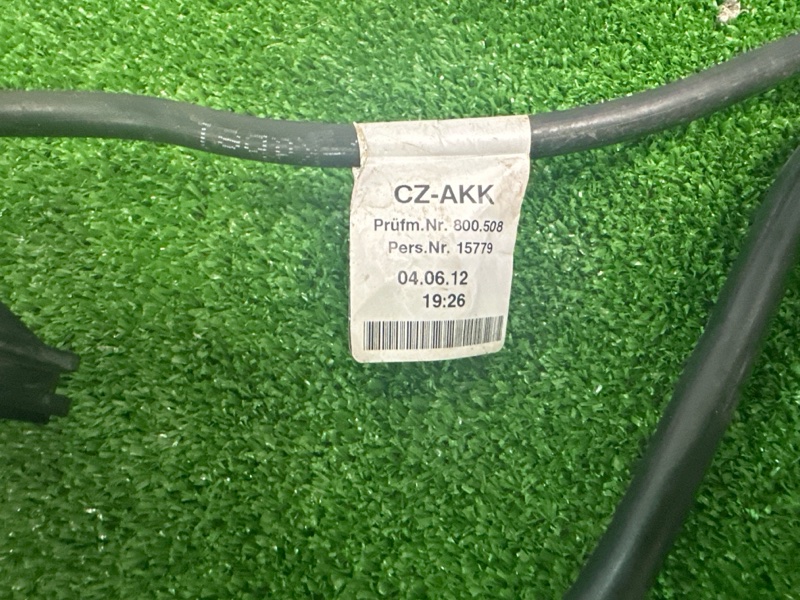 CZ-AKK
Prüfm.Nr. 800.508
Pers.Nr. 15779
04.06.12
19:26